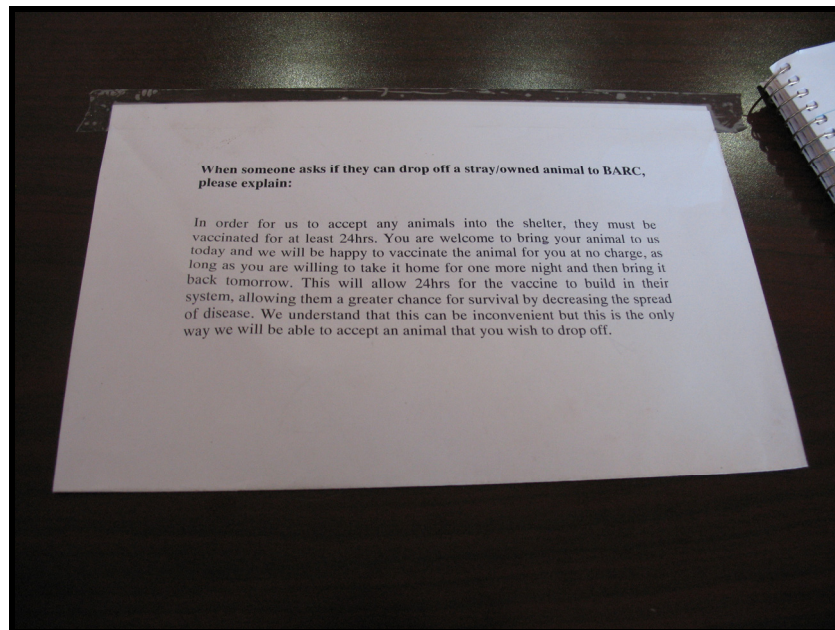 When someone asks if they can drop off a stray/owned animal to BARC,
please explain:
In order for us to accept any animals into the shelter, they must be
vaccinated for at least 24hrs. You are welcome to bring your animal to us
today and we will be happy to vaccinate the animal for you at no charge, as
long as you are willing to take it home for one more night and then bring it
back tomorrow. This will allow 24hrs for the vaccine to build in their
system, allowing them a greater chance for survival by decreasing the spread
of disease. We understand that this can be inconvenient but this is the only
way we will be able to accept an animal that you wish to drop off.